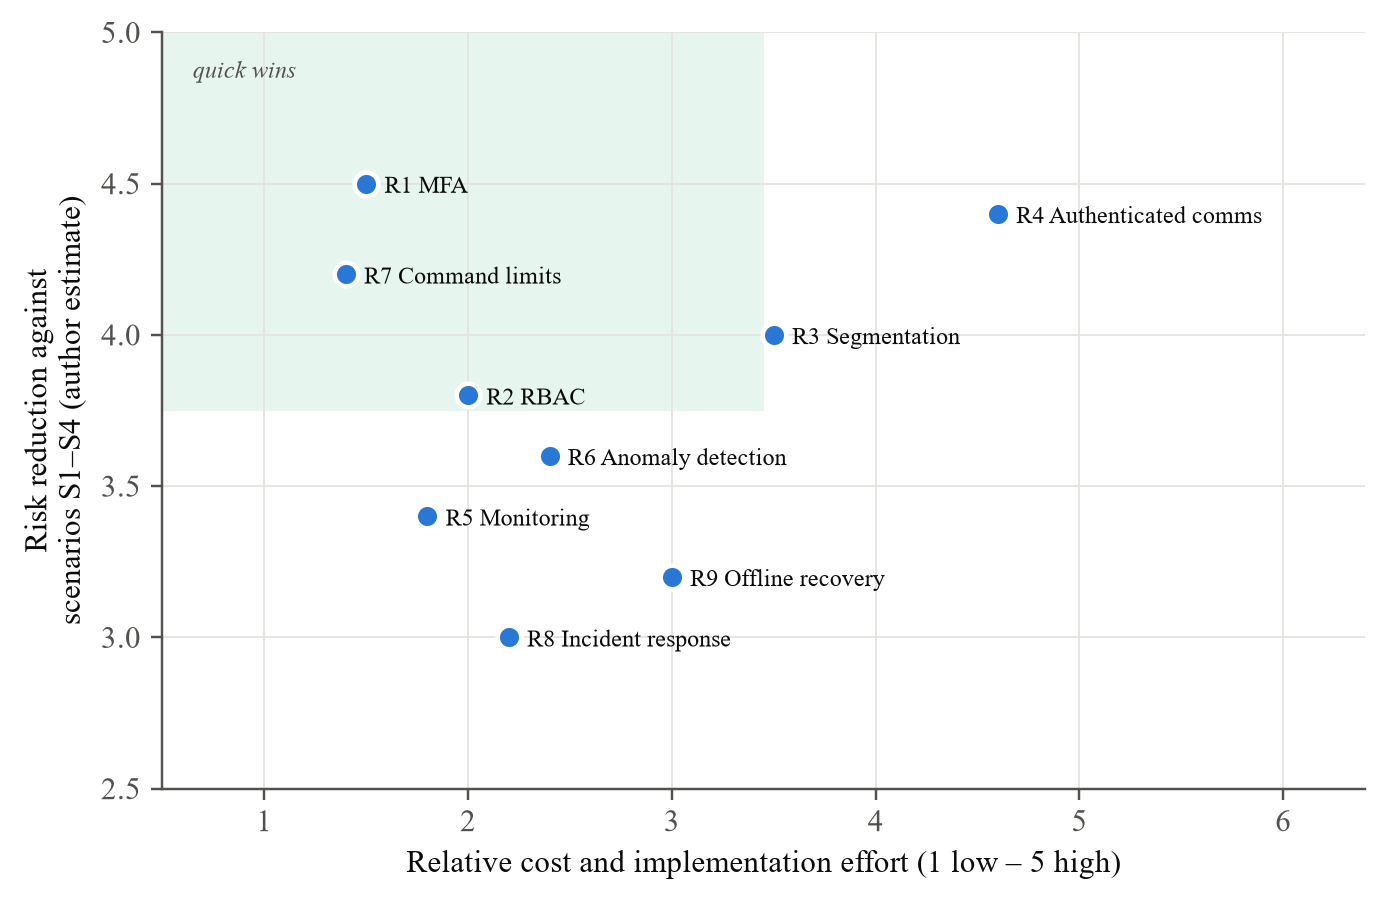 5.0
quick wins
4.5
R1 MFA
R4 Authenticated comms
R7 Command limits
4.0
R3 Segmentation
R2 RBAC
R6 Anomaly detection
3.5
R5 Monitoring
R9 Offline recovery
3.0
R8 Incident response
2.5
Risk reduction against
scenarios S1–S4 (author estimate)
1 2 3 4 5 6
Relative cost and implementation effort (1 low – 5 high)